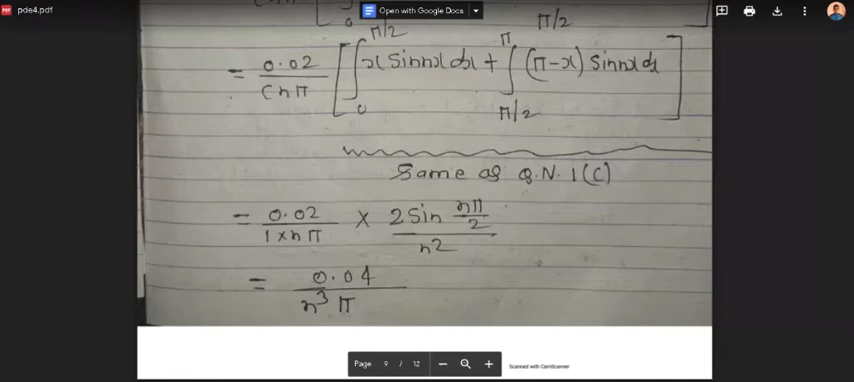 pde4.pdf
Open with Google Docs
0
π/2
= 0.02 / Cnπ [ ∫_0^{π/2} x sin nx dx + ∫_{π/2}^{π} (π-x) sin nx dx ]
Same as Q.N. 1(C)
= 0.02 / 1×nπ × 2 sin nπ/2 / n2
= 0.04 / n^3 π
Page 9 / 12
Scanned with CamScanner